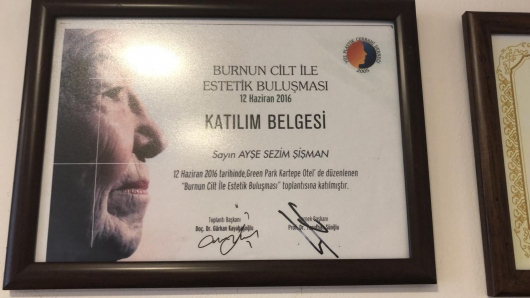 BURNUN CİLT İLE
ESTETİK BULUŞMASI
12 Haziran 2016
KATILIM BELGESİ
Sayın AYŞE SEZİM ŞİŞMAN
12 Haziran 2016 tarihinde,Green Park Kartepe Otel' de düzenlenen
"Burnun Cilt İle Estetik Buluşması" toplantısına katılmıştır.
Toplantı Başkanı
Doç. Dr. Gürkan Kayabaşoğlu
Başkanı
Prof. Dr.
2005